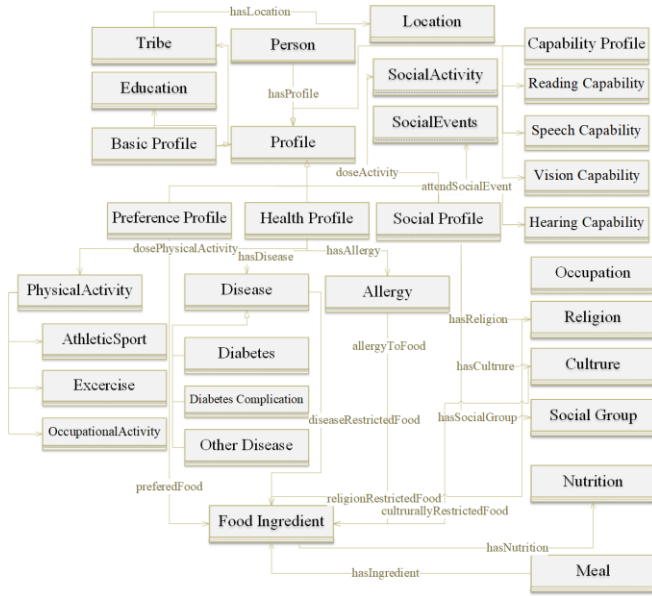 hasLocation
Location
Tribe
Person
Capability Profile
SocialActivity
Education
Reading Capability
hasProfile
SocialEvents
Speech Capability
Basic Profile
Profile
doseActivity
Vision Capability
attendSocialEvent
Preference Profile
Health Profile
Social Profile
Hearing Capability
dosePhysicalActivity
hasDisease
hasAllergy
Occupation
PhysicalActivity
Disease
Allergy
hasReligion
Religion
AthleticSport
Diabetes
allergyToFood
hasCultrure
Cultrure
Excercise
Diabetes Complication
diseaseRestrictedFood
hasSocialGroup
Social Group
OccupationalActivity
Other Disease
preferedFood
Nutrition
religionRestrictedFood
cultrurallyRestrictedFood
Food Ingredient
hasNutrition
hasIngredient
Meal